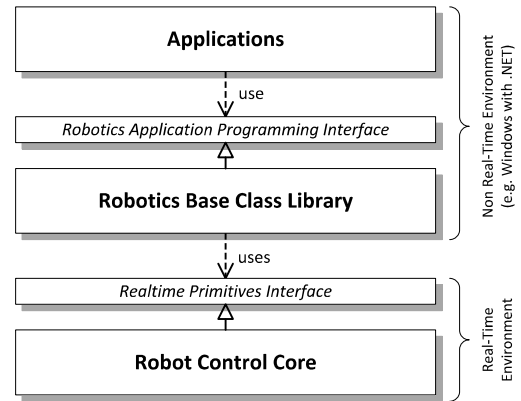 Applications
use
Robotics Application Programming Interface
Robotics Base Class Library
uses
Realtime Primitives Interface
Robot Control Core
Non Real-Time Environment
(e.g. Windows with .NET)
Real-Time
Environment